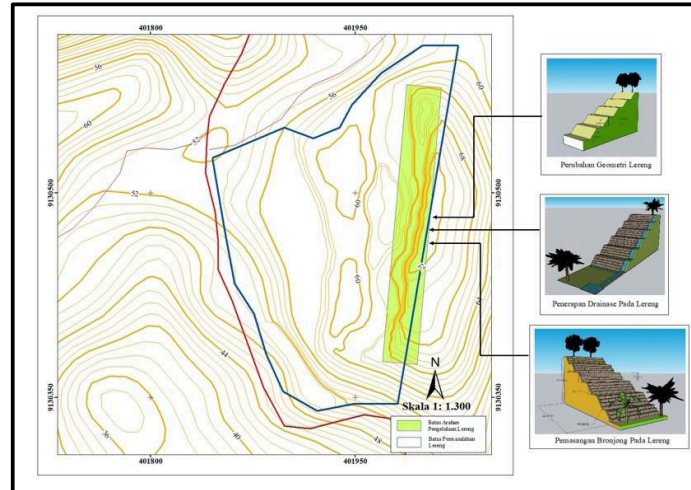 401800
401950
56
60
56
60
52
52
68
9130500
9130500
60
60
72
64
44
N
9130350
9130350
Skala 1: 1.300
Batas Arahan
Pengelolaan Lereng
Batas Permasalahan
Lereng
36
40
48
401800
401950
Perubahan Geometri Lereng
Penerapan Drainase Pada Lereng
Pemasangan Bronjong Pada Lereng